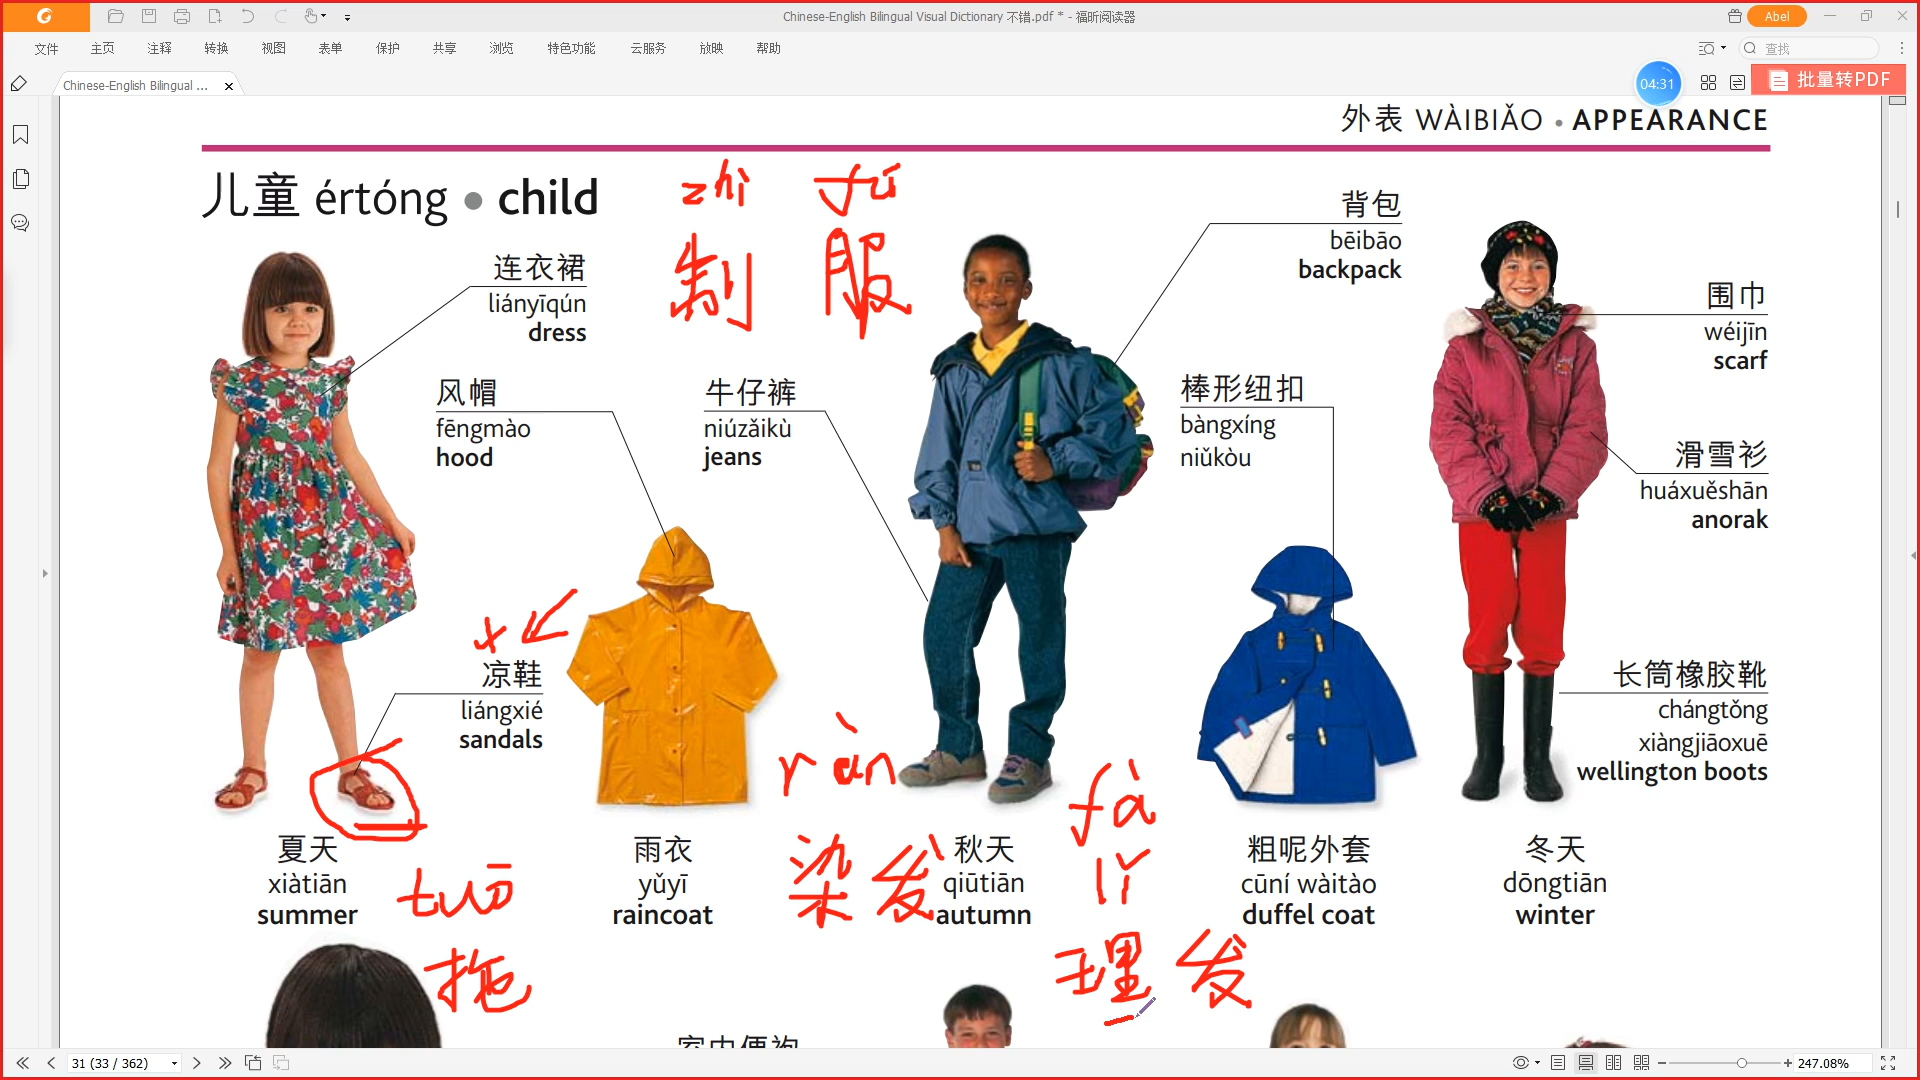 Chinese-English Bilingual Visual Dictionary 不错.pdf * - 福昕阅读器
Abel
文件 主页 注释 转换 视图 表单 保护 共享 浏览 特色功能 云服务 放映 帮助
查找
Chinese-English Bilingual ...
04:31
批量转PDF
外表 WÀIBIǍO • APPEARANCE
儿童 értóng • child
zhì fú
制 服
连衣裙
liányīqún
dress
背包
bēibāo
backpack
围巾
wéijīn
scarf
风帽
fēngmào
hood
牛仔裤
niúzǎikù
jeans
棒形纽扣
bàngxíng
niǔkòu
滑雪衫
huáxuěshān
anorak
x
凉鞋
liángxié
sandals
长筒橡胶靴
chángtǒng
xiàngjiāoxuē
wellington boots
rǎn
fà
lǐ
夏天
xiàtiān
summer
雨衣
yǔyī
raincoat
染 发
秋天
qiūtiān
autumn
粗呢外套
cūní wàitào
duffel coat
冬天
dōngtiān
winter
tuō
拖
理 发
31 (33 / 362)
247.08%